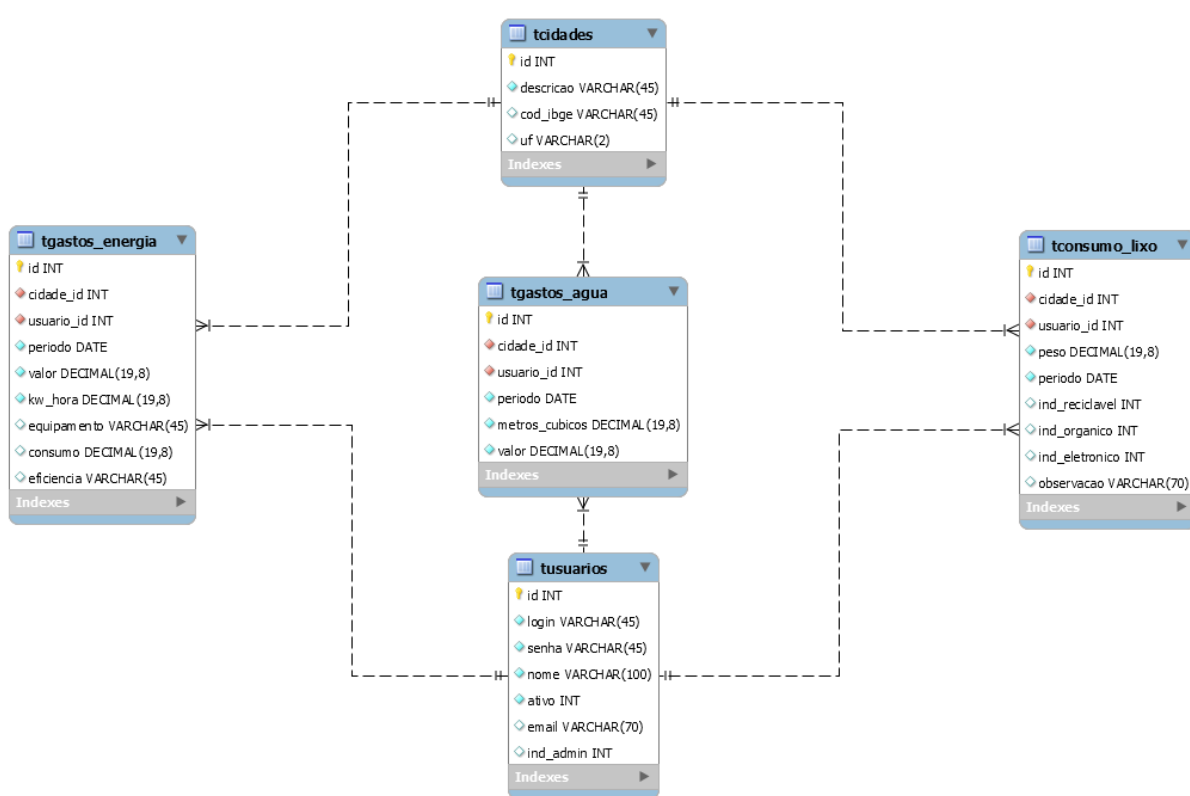 tcidades
id INT
descricao VARCHAR(45)
cod_ibge VARCHAR(45)
uf VARCHAR(2)
Indexes
tgastos_energia
id INT
cidade_id INT
usuario_id INT
periodo DATE
valor DECIMAL(19,8)
kw_hora DECIMAL(19,8)
equipamento VARCHAR(45)
consumo DECIMAL(19,8)
eficiencia VARCHAR(45)
Indexes
tgastos_agua
id INT
cidade_id INT
usuario_id INT
periodo DATE
metros_cubicos DECIMAL(19,8)
valor DECIMAL(19,8)
Indexes
tconsumo_lixo
id INT
cidade_id INT
usuario_id INT
peso DECIMAL(19,8)
periodo DATE
ind_reciclavel INT
ind_organico INT
ind_eletronico INT
observacao VARCHAR(70)
Indexes
tusuarios
id INT
login VARCHAR(45)
senha VARCHAR(45)
nome VARCHAR(100)
ativo INT
email VARCHAR(70)
ind_admin INT
Indexes